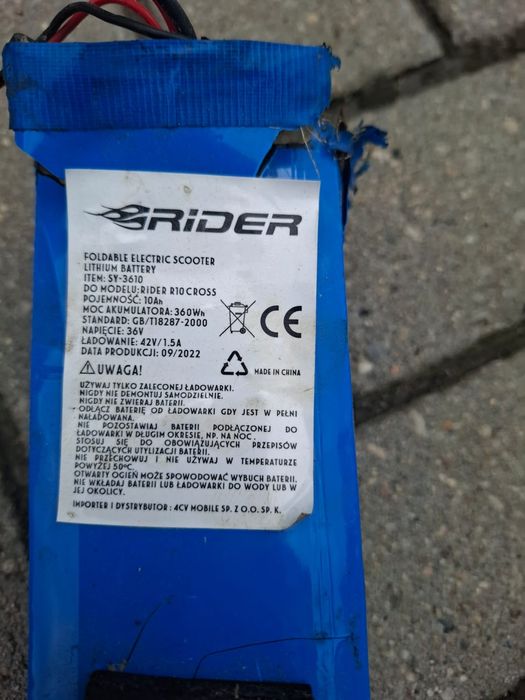 RIDER
FOLDABLE ELECTRIC SCOOTER
LITHIUM BATTERY
ITEM: SY-3610
DO MODELU: RIDER R10 CROSS
POJEMNOŚĆ: 10Ah
MOC AKUMULATORA: 360Wh
STANDARD: GB/T18287-2000
NAPIĘCIE: 36V
ŁADOWANIE: 42V/1.5A
DATA PRODUKCJI: 09/2022
CE
MADE IN CHINA
UWAGA!
UŻYWAJ TYLKO ZALECONEJ ŁADOWARKI.
NIGDY NIE DEMONTUJ SAMODZIELNIE.
NIGDY NIE ZWIERAJ BATERII.
ODŁĄCZ BATERIĘ OD ŁADOWARKI GDY JEST W PEŁNI
NAŁADOWANA.
NIE POZOSTAWIAJ BATERII PODŁĄCZONEJ DO
ŁADOWARKI W DŁUGIM OKRESIE, NP. NA NOC.
STOSUJ SIĘ DO OBOWIĄZUJĄCYCH PRZEPISÓW
DOTYCZĄCYCH UTYLIZACJI BATERII.
NIE PRZECHOWUJ I NIE UŻYWAJ W TEMPERATURZE
POWYŻEJ 50°C.
OTWARTY OGIEŃ MOŻE SPOWODOWAĆ WYBUCH BATERII.
NIE WKŁADAJ BATERII LUB ŁADOWARKI DO WODY LUB W
JEJ OKOLICY.
IMPORTER I DYSTRYBUTOR : 4CV MOBILE SP. Z O.O. SP. K.